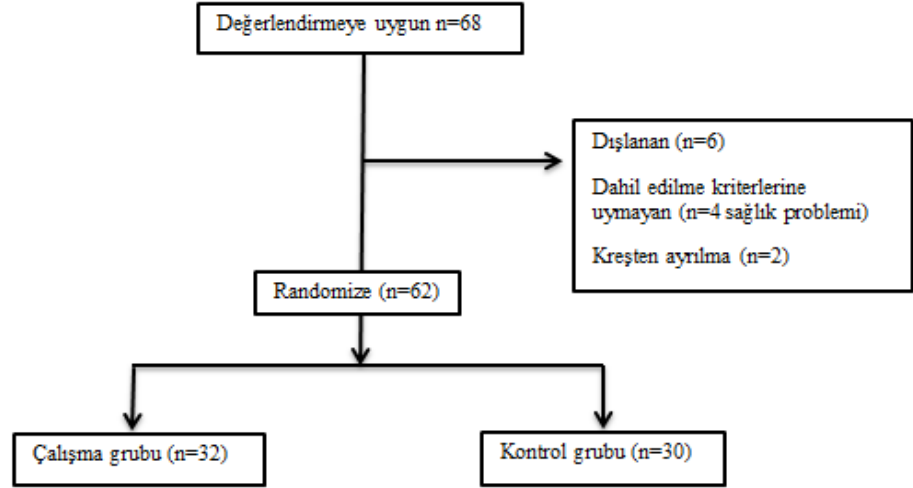 Değerlendirmeye uygun n=68
Dışlanan (n=6)
Dahil edilme kriterlerine
uymayan (n=4 sağlık problemi)
Kreşten ayrılma (n=2)
Randomize (n=62)
Çalışma grubu (n=32)
Kontrol grubu (n=30)